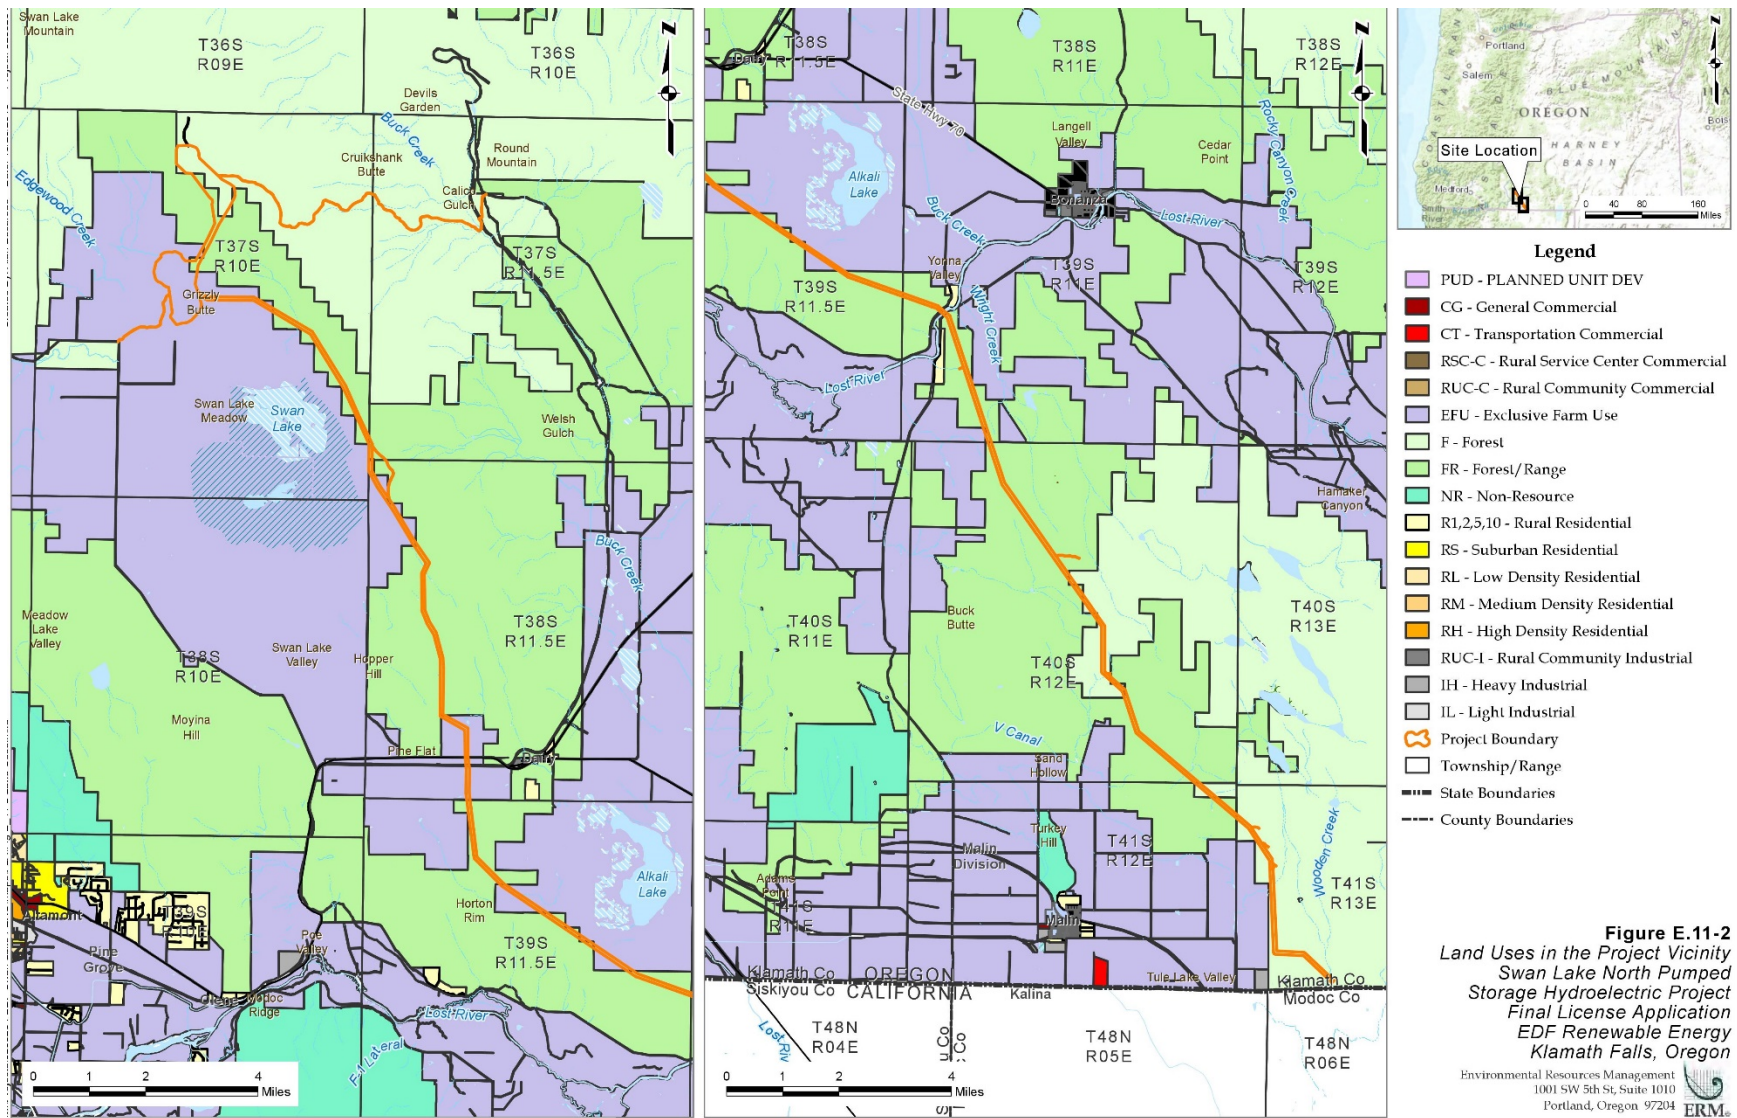 Swan Lake
Mountain
T36S
R09E
T36S
R10E
Devils
Garden
Buck Creek
Cruikshank
Butte
Round
Mountain
Calico
Gulch
Edgewood Creek
T37S
R10E
T37S
R11.5E
Grizzly
Butte
Swan Lake
Meadow
Swan
Lake
Welsh
Gulch
Buck Creek
Meadow
Lake
Valley
T38S
R10E
Swan Lake
Valley
Hopper
Hill
T38S
R11.5E
Moyina
Hill
Pine Flat
Dairy
Alkali
Lake
Altamont
T39S
R10E
Pine
Grove
Poe
Valley
Horton
Rim
T39S
R11.5E
Olene
Modoc
Ridge
Lost River
F-1 Lateral
0 1 2 4
Miles
Z
T38S
R11.5E
Dairy
T38S
R11E
T38S
R12E
State Hwy 70
Langell
Valley
Cedar
Point
Rocky Canyon Creek
Alkali
Lake
Bonanza
Lost River
Buck Creek
Yonna
Valley
T39S
R11E
T39S
R12E
T39S
R11.5E
Wright Creek
Lost River
Hamaker
Canyon
T40S
R11E
Buck
Butte
T40S
R12E
T40S
R13E
V Canal
Sand
Hollow
Turkey
Hill
Malin
Division
T41S
R12E
Wooden Creek
Adams
Point
T41S
R11E
T41S
R13E
Malin
Klamath Co
Siskiyou Co
OREGON
CALIFORNIA
Kalina
Tule Lake Valley
Klamath Co
Modoc Co
Lost Riv
T48N
R04E
T48N
R05E
T48N
R06E
0 1 2 4
Miles
Z
Portland
Salem
BLUE MOUNTAIN
OREGON
HARNEY
BASIN
Site Location
Medford
0 40 80 160
Miles
Z
Legend
PUD - PLANNED UNIT DEV
CG - General Commercial
CT - Transportation Commercial
RSC-C - Rural Service Center Commercial
RUC-C - Rural Community Commercial
EFU - Exclusive Farm Use
F - Forest
FR - Forest/Range
NR - Non-Resource
R1,2,5,10 - Rural Residential
RS - Suburban Residential
RL - Low Density Residential
RM - Medium Density Residential
RH - High Density Residential
RUC-I - Rural Community Industrial
IH - Heavy Industrial
IL - Light Industrial
Project Boundary
Township/Range
State Boundaries
County Boundaries
Figure E.11-2
Land Uses in the Project Vicinity
Swan Lake North Pumped
Storage Hydroelectric Project
Final License Application
EDF Renewable Energy
Klamath Falls, Oregon
Environmental Resources Management
1001 SW 5th St, Suite 1010
Portland, Oregon 97204
ERM